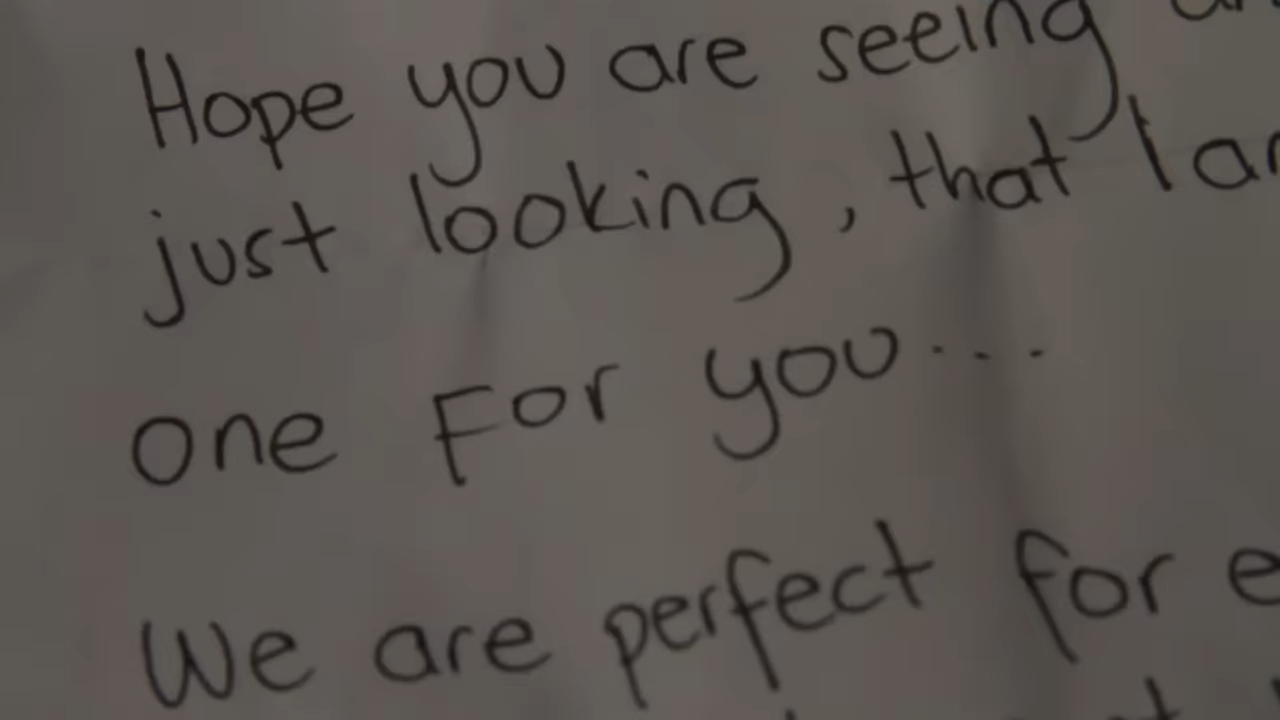 Hope you are seeing
just looking, that I
one For you...
We are perfect for